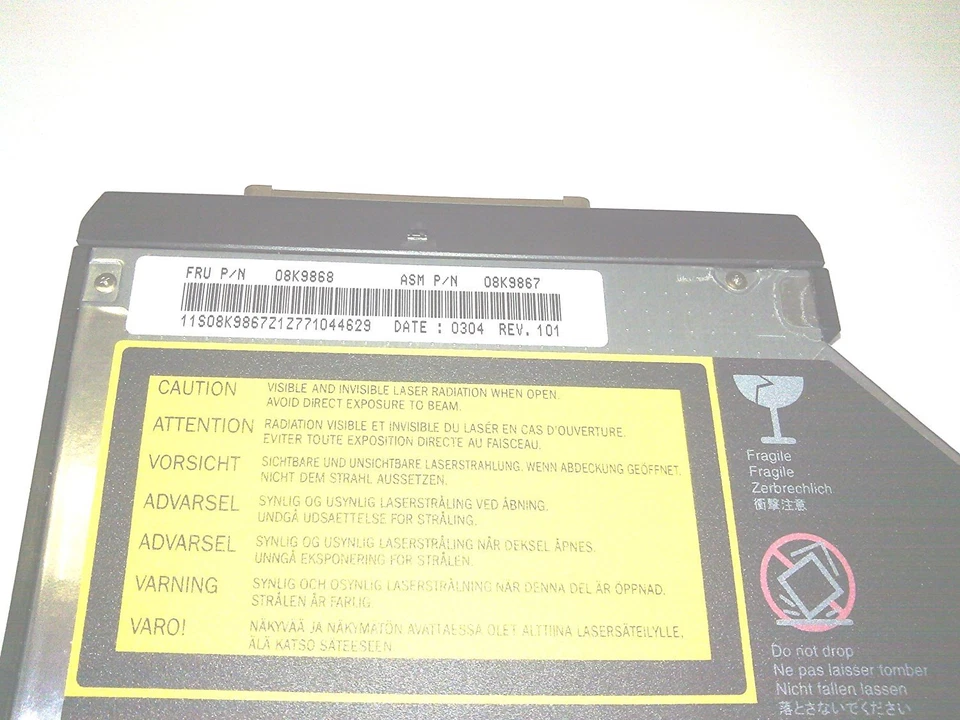 FRU P/N 08K9868 ASM P/N 08K9867
11S08K9867Z1Z771044629 DATE : 0304 REV. 101
CAUTION VISIBLE AND INVISIBLE LASER RADIATION WHEN OPEN.
AVOID DIRECT EXPOSURE TO BEAM.
ATTENTION RADIATION VISIBLE ET INVISIBLE DU LASER EN CAS D'OUVERTURE.
EVITER TOUTE EXPOSITION DIRECTE AU FAISCEAU.
VORSICHT SICHTBARE UND UNSICHTBARE LASERSTRAHLUNG. WENN ABDECKUNG GEÖFFNET.
NICHT DEM STRAHL AUSSETZEN.
ADVARSEL SYNLIG OG USYNLIG LASERSTRÅLING VED ÅBNING.
UNDGÅ UDSAETTELSE FOR STRÅLING.
ADVARSEL SYNLIG OG USYNLIG LASERSTRÅLING NÅR DEKSEL ÅPNES.
UNNGÅ EKSPONERING FOR STRÅLEN.
VARNING SYNLIG OCH OSYNLIG LASERSTRÅLNING NÄR DENNA DEL ÄR ÖPPNAD.
STRÅLEN ÄR FARLIG.
VARO! NÄKYVÄÄ JA NÄKYMÄTÖN AVATTAESSA OLET ALTTIINA LASERSÄTEILYLLE,
ÄLÄ KATSO SÄTEESEEN.
Fragile
Fragile
Zerbrechlich
衝撃注意
Do not drop
Ne pas laisser tomber
Nicht fallen lassen
落とさないでください